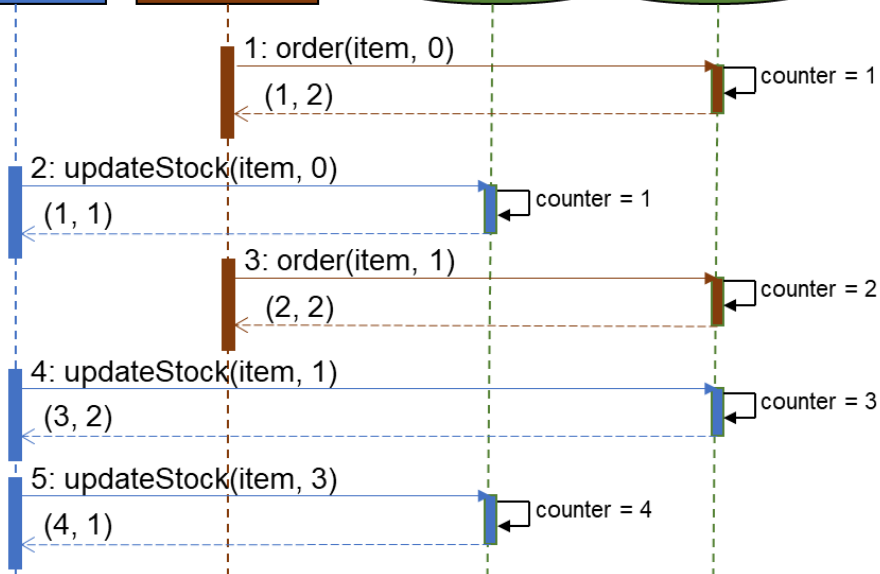 1: order(item, 0)
counter = 1
(1, 2)
2: updateStock(item, 0)
counter = 1
(1, 1)
3: order(item, 1)
counter = 2
(2, 2)
4: updateStock(item, 1)
counter = 3
(3, 2)
5: updateStock(item, 3)
counter = 4
(4, 1)